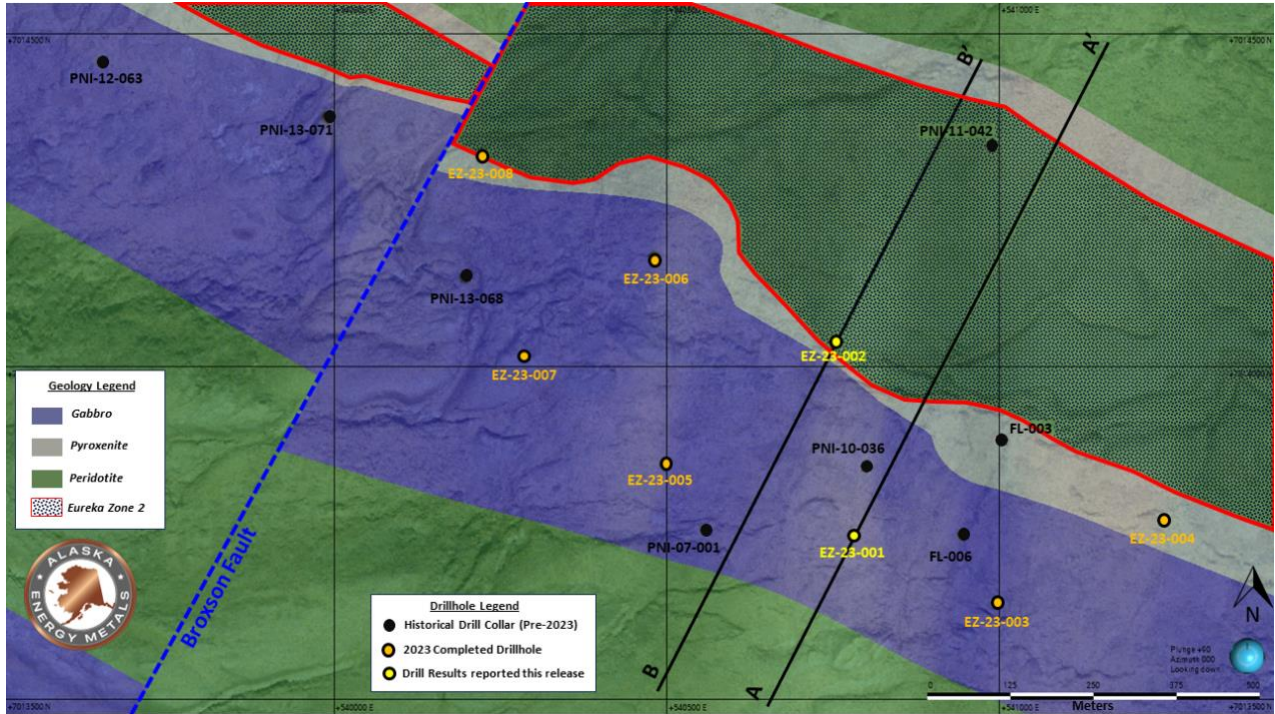 +7014500 N
+541000 E
+7014500 N
B'
A'
PNI-12-063
PNI-13-071
PNI-11-042
EZ-23-008
EZ-23-006
PNI-13-068
EZ-23-002
EZ-23-007
Geology Legend
Gabbro
Pyroxenite
Peridotite
Eureka Zone 2
FL-003
PNI-10-036
EZ-23-005
EZ-23-004
PNI-07-001
EZ-23-001
FL-006
ALASKA
ENERGY METALS
Broxson Fault
EZ-23-003
Drillhole Legend
Historical Drill Collar (Pre-2023)
2023 Completed Drillhole
Drill Results reported this release
N
B
A
Plunge +90
Azimuth 000
Looking down
0 125 250 375 500
Meters
+7013500 N
+540000 E
+540500 E
+541000 E
+7013500 N